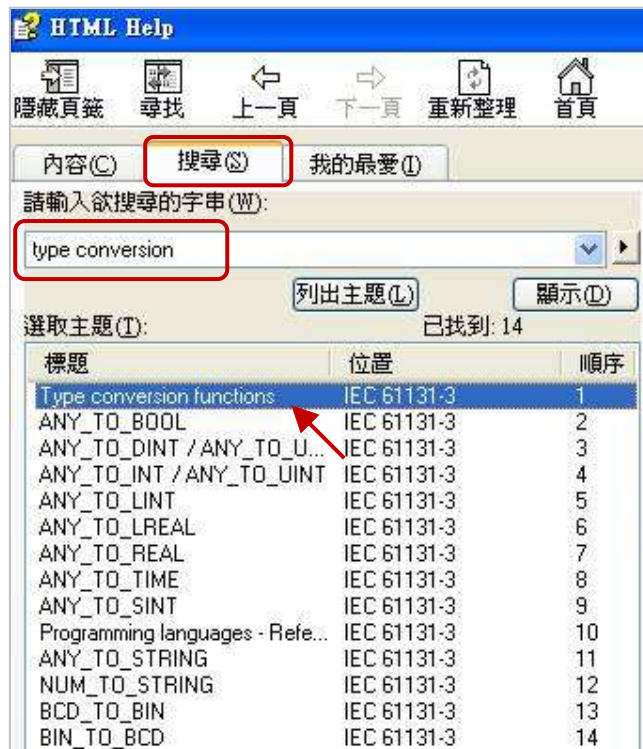 HTML Help
隱藏頁籤 尋找 上一頁 下一頁 重新整理 首頁
內容(C) 搜尋(S) 我的最愛(I)
請輸入欲搜尋的字串(W):
type conversion
列出主題(L) 顯示(D)
選取主題(T): 已找到: 14
標題 位置 順序
Type conversion functions IEC 61131-3 1
ANY_TO_BOOL IEC 61131-3 2
ANY_TO_DINT / ANY_TO_U... IEC 61131-3 3
ANY_TO_INT / ANY_TO_UINT IEC 61131-3 4
ANY_TO_LINT IEC 61131-3 5
ANY_TO_LREAL IEC 61131-3 6
ANY_TO_REAL IEC 61131-3 7
ANY_TO_TIME IEC 61131-3 8
ANY_TO_SINT IEC 61131-3 9
Programming languages - Refe... IEC 61131-3 10
ANY_TO_STRING IEC 61131-3 11
NUM_TO_STRING IEC 61131-3 12
BCD_TO_BIN IEC 61131-3 13
BIN_TO_BCD IEC 61131-3 14